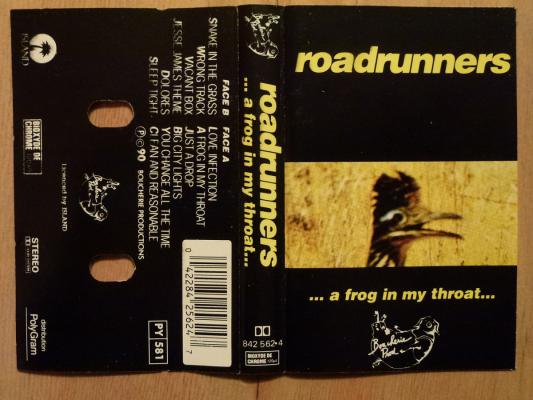 roadrunners
... a frog in my throat...
Boucherie
Prod.
roadrunners
... a frog in my throat...
842 562-4
BIOXYDE DE
CHROME
FACE A
LOVE INFECTION
A FROG IN MY THROAT
JUST A DROP
BIG CITY LIGHTS
YOU CHANGE ALL THE TIME
CLEAN AND REASONABLE
FACE B
SNAKE IN THE GRASS
WRONG TRACK
VACANT BOX
JESSE JAMES THEME
DOLORES
SLEEP TIGHT
℗©90 BOUCHERIE PRODUCTIONS
0 42284 25624 7
PY 581
ISLAND
BIOXYDE DE
CHROME
Licenced by ISLAND
STEREO
distribution
PolyGram